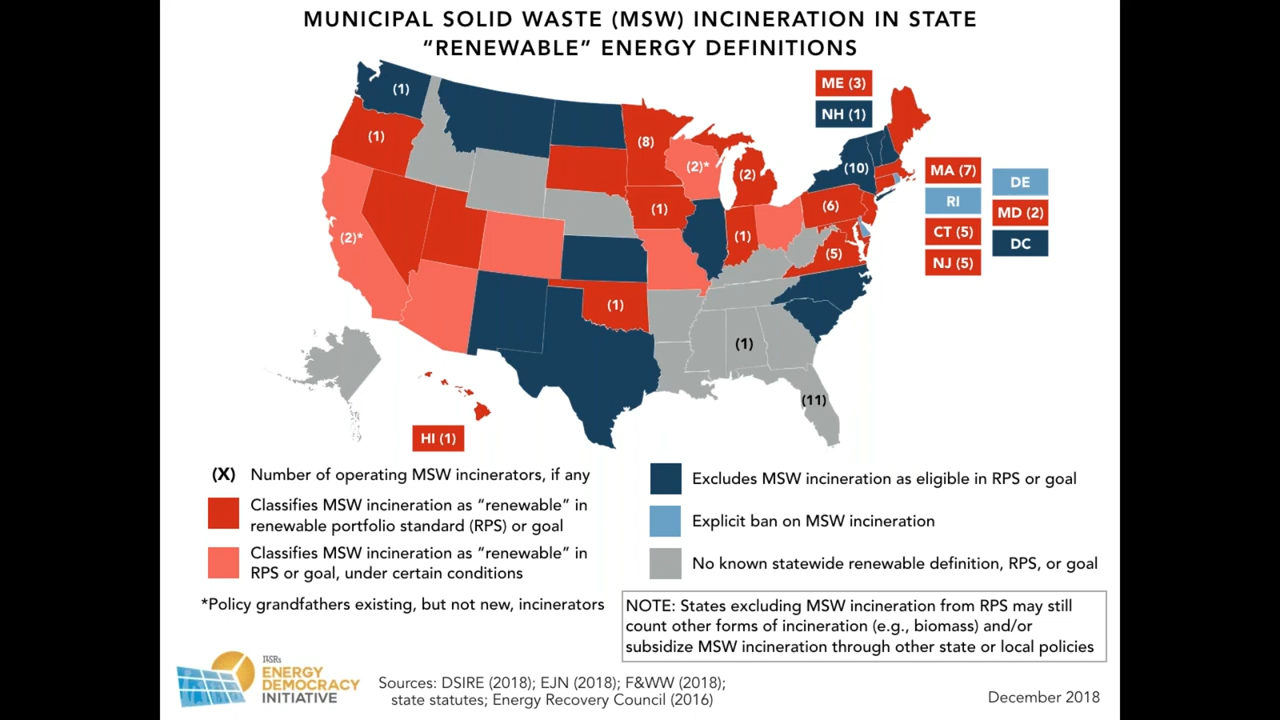 MUNICIPAL SOLID WASTE (MSW) INCINERATION IN STATE
“RENEWABLE” ENERGY DEFINITIONS
ME (3)
NH (1)
(1)
(1)
(8)
(2)*
(2)
(10)
MA (7)
DE
RI
MD (2)
CT (5)
DC
NJ (5)
(6)
(1)
(1)
(5)
(2)*
(1)
(1)
(11)
HI (1)
(X) Number of operating MSW incinerators, if any
Classifies MSW incineration as “renewable” in
renewable portfolio standard (RPS) or goal
Classifies MSW incineration as “renewable” in
RPS or goal, under certain conditions
*Policy grandfathers existing, but not new, incinerators
Excludes MSW incineration as eligible in RPS or goal
Explicit ban on MSW incineration
No known statewide renewable definition, RPS, or goal
NOTE: States excluding MSW incineration from RPS may still
count other forms of incineration (e.g., biomass) and/or
subsidize MSW incineration through other state or local policies
ILSR's
ENERGY
DEMOCRACY
INITIATIVE
Sources: DSIRE (2018); EJN (2018); F&WW (2018);
state statutes; Energy Recovery Council (2016)
December 2018